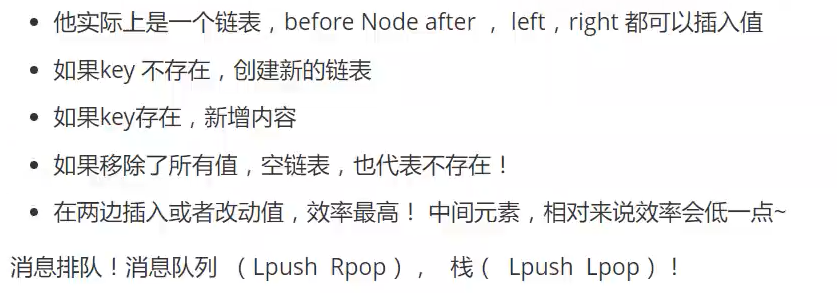 他实际上是一个链表，before Node after ， left，right 都可以插入值
如果key 不存在，创建新的链表
如果key存在，新增内容
如果移除了所有值，空链表，也代表不存在！
在两边插入或者改动值，效率最高！ 中间元素，相对来说效率会低一点~
消息排队！消息队列 （Lpush Rpop）， 栈（ Lpush Lpop）！